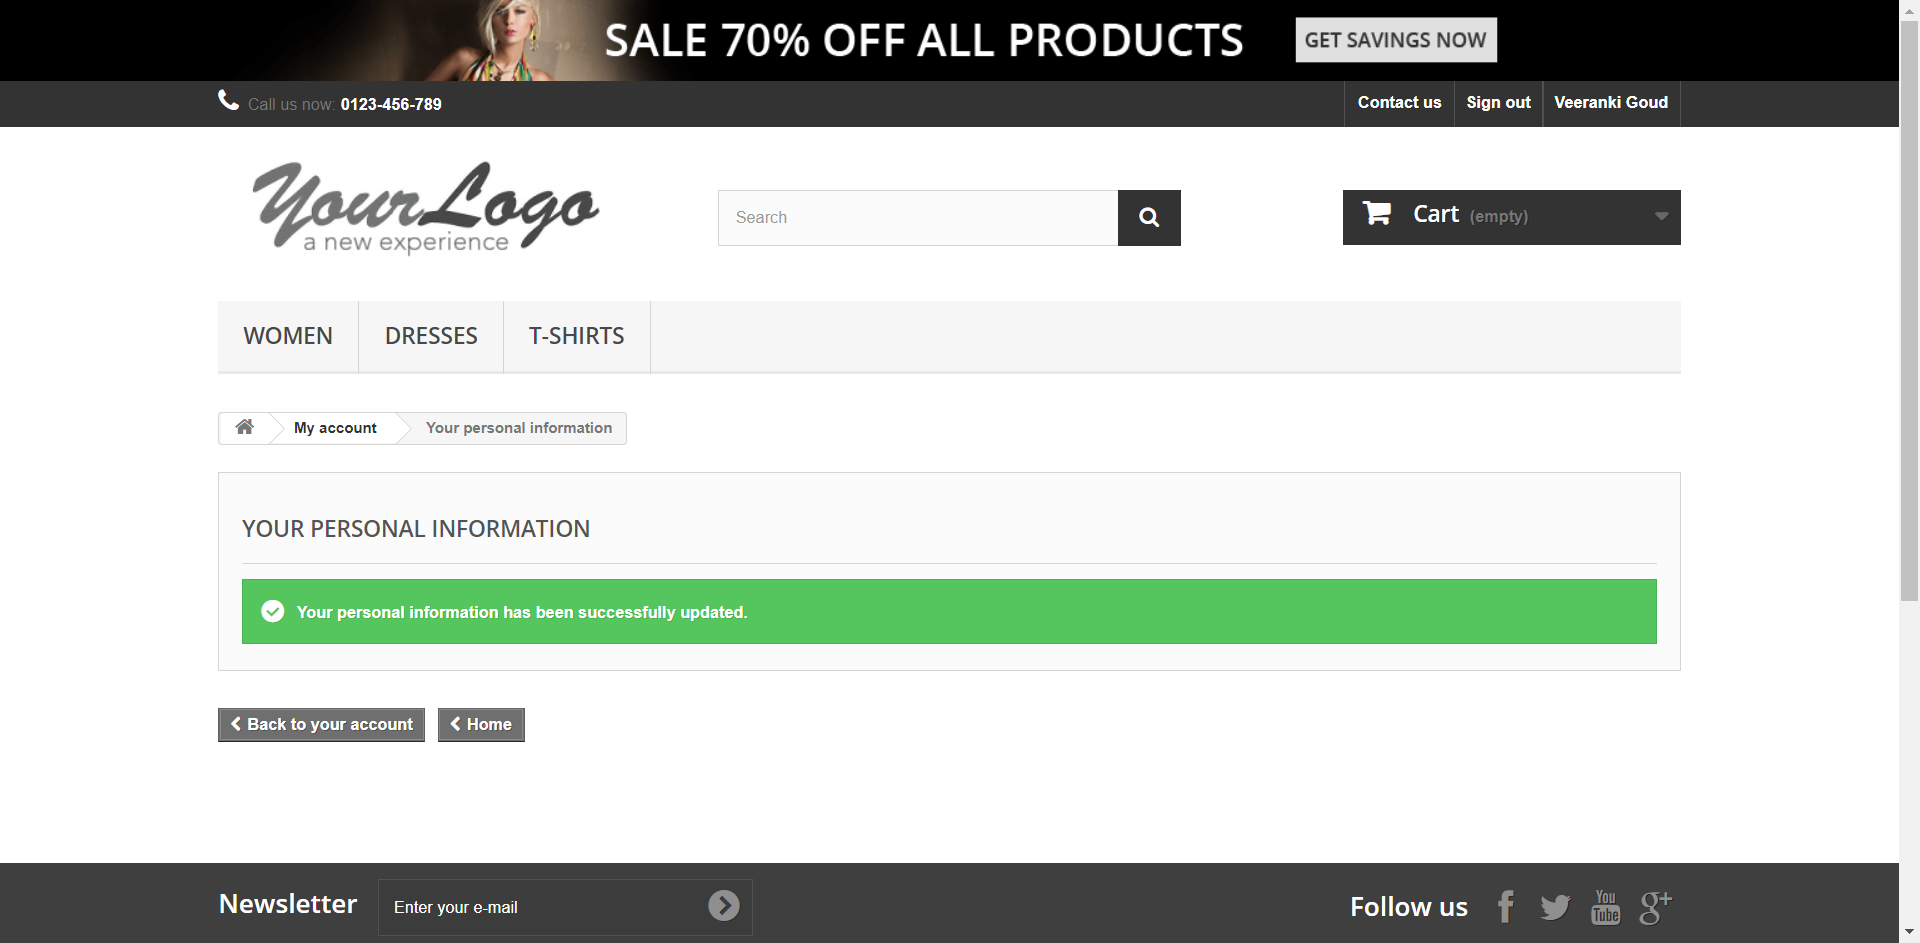 SALE 70% OFF ALL PRODUCTS GET SAVINGS NOW
Call us now: 0123-456-789 Contact us Sign out Veeranki Goud
YourLogo
a new experience
Search
Cart (empty)
WOMEN DRESSES T-SHIRTS
My account Your personal information
YOUR PERSONAL INFORMATION
Your personal information has been successfully updated.
Back to your account Home
Newsletter Enter your e-mail Follow us You Tube g+